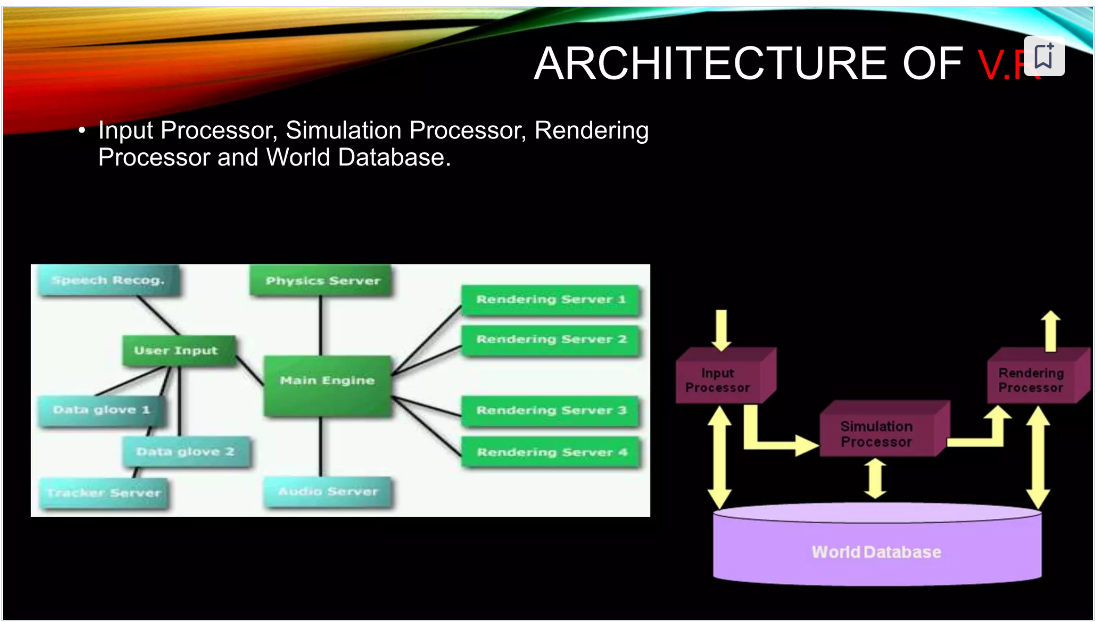 ARCHITECTURE OF V.R
• Input Processor, Simulation Processor, Rendering
Processor and World Database.
Speech Recog.
Physics Server
Rendering Server 1
Rendering Server 2
User Input
Main Engine
Data glove 1
Rendering Server 3
Data glove 2
Rendering Server 4
Tracker Server
Audio Server
Input
Processor
Rendering
Processor
Simulation
Processor
World Database